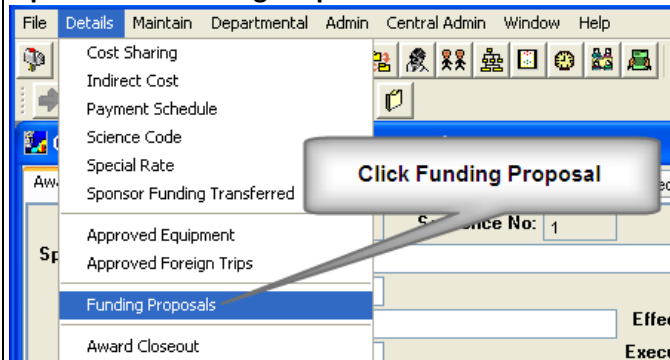 File Details Maintain Departmental Admin Central Admin Window Help
Cost Sharing
Indirect Cost
Payment Schedule
Science Code
Special Rate
Sponsor Funding Transferred
Click Funding Proposal
Approved Equipment
No: 1
Approved Foreign Trips
Funding Proposals
Award Closeout